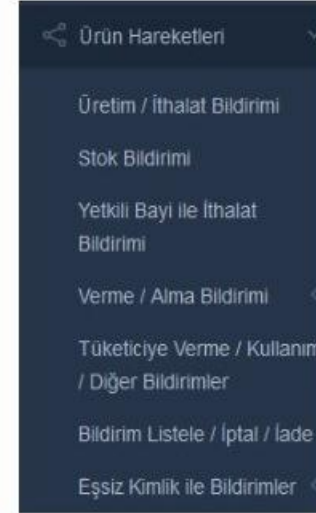 Ürün Hareketleri
Üretim / İthalat Bildirimi
Stok Bildirimi
Yetkili Bayi ile İthalat
Bildirimi
Verme / Alma Bildirimi
Tüketiciye Verme / Kullanım
/ Diğer Bildirimler
Bildirim Listele / İptal / İade
Eşsiz Kimlik ile Bildirimler